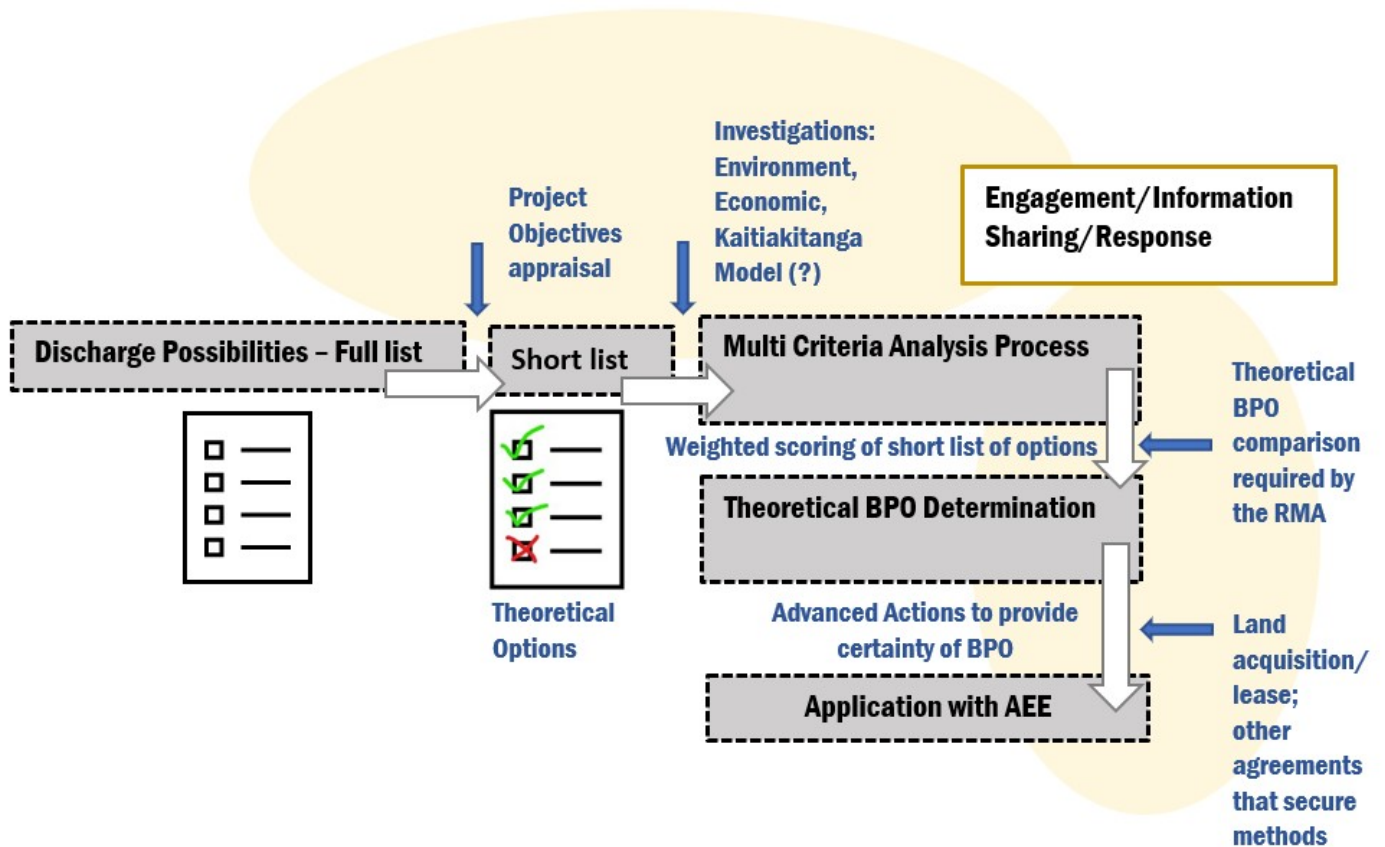 Investigations:
Environment,
Economic,
Kaitiakitanga
Model (?)
Project
Objectives
appraisal
Engagement/Information
Sharing/Response
Discharge Possibilities – Full list
Short list
Multi Criteria Analysis Process
Theoretical
BPO
comparison
required by
the RMA
Weighted scoring of short list of options
Theoretical BPO Determination
Theoretical
Options
Advanced Actions to provide
certainty of BPO
Land
acquisition/
lease;
other
agreements
that secure
methods
Application with AEE